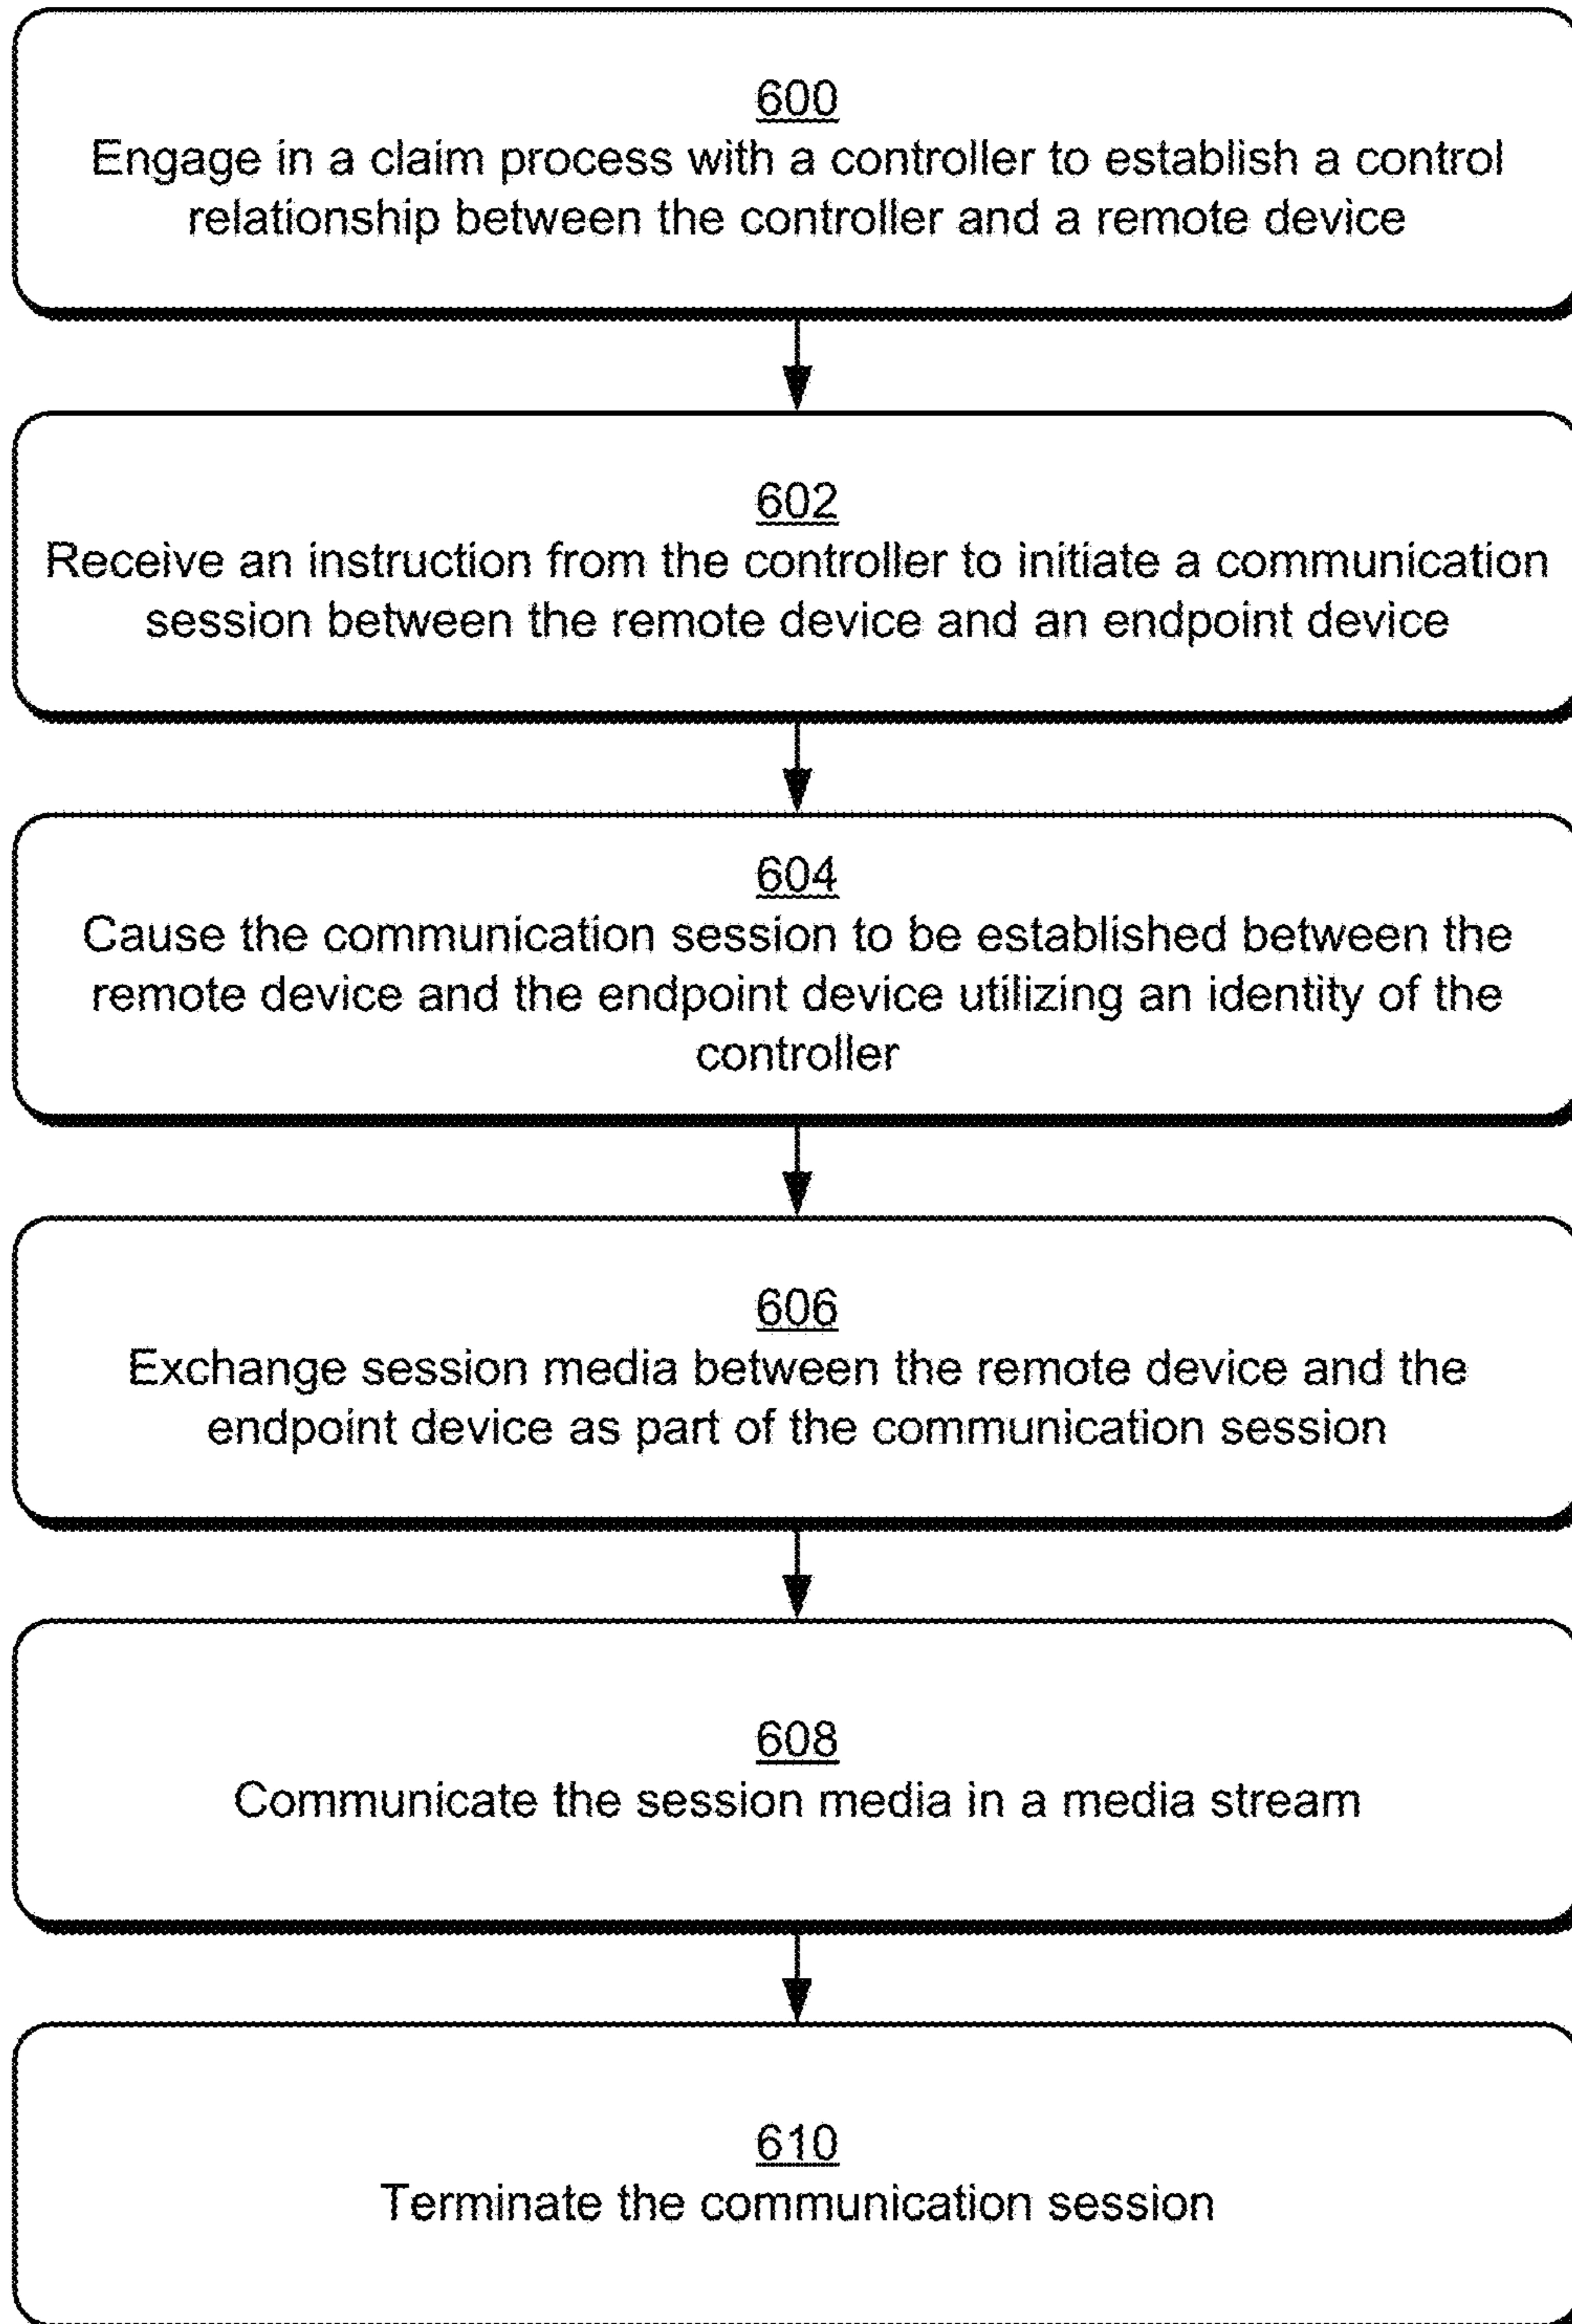 600
Engage in a claim process with a controller to establish a control
relationship between the controller and a remote device
602
Receive an instruction from the controller to initiate a communication
session between the remote device and an endpoint device
604
Cause the communication session to be established between the
remote device and the endpoint device utilizing an identity of the
controller
606
Exchange session media between the remote device and the
endpoint device as part of the communication session
608
Communicate the session media in a media stream
610
Terminate the communication session